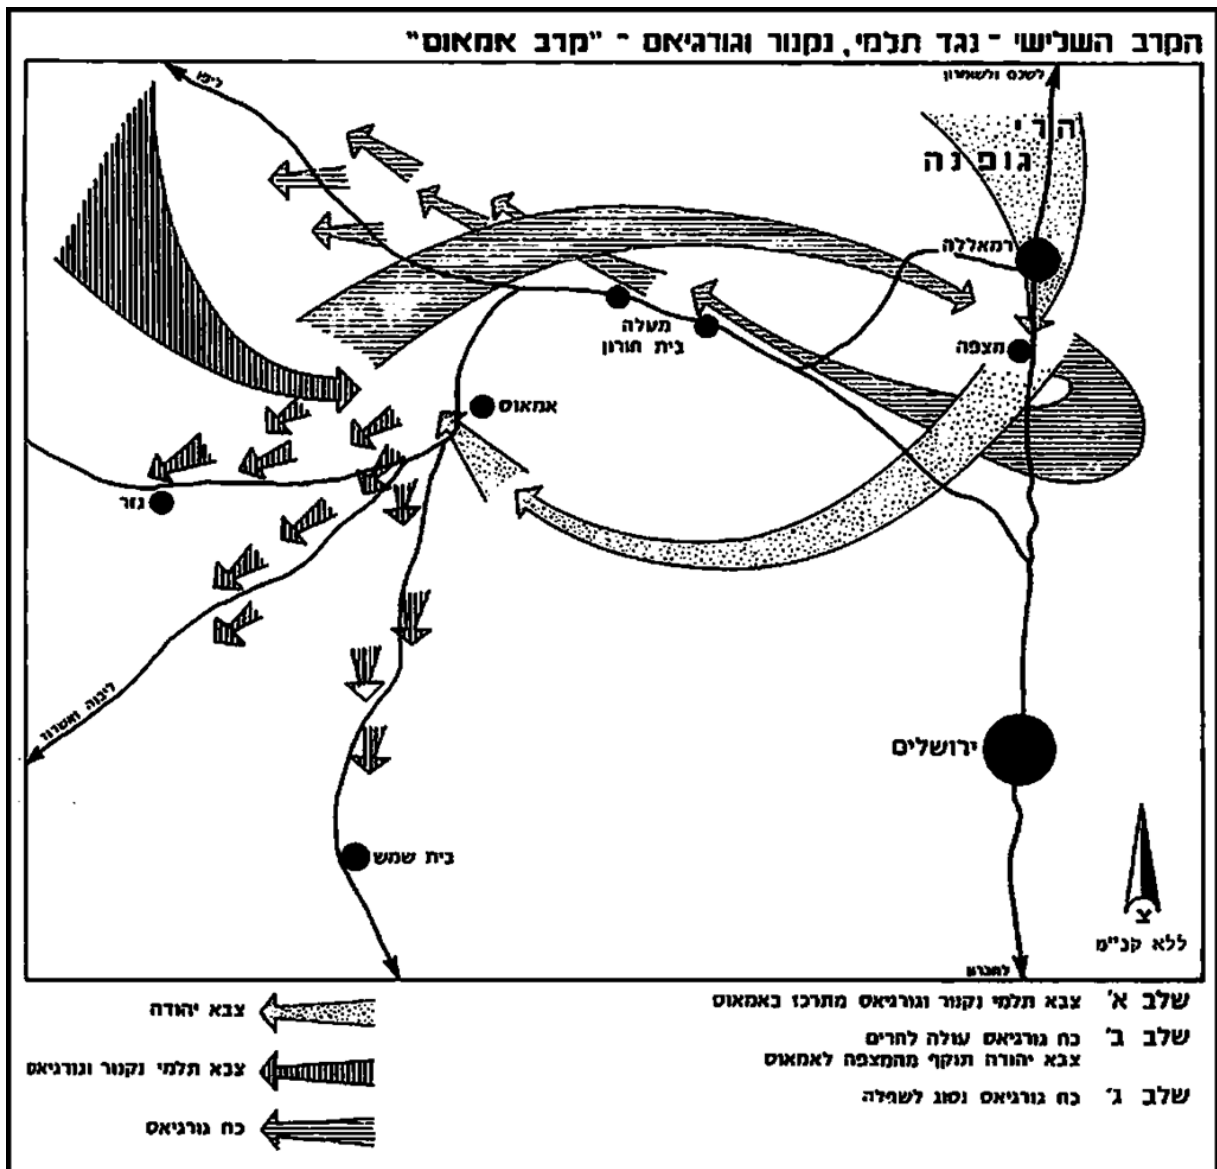 הקרב השלישי - נגד תלמי, נקנור וגורגיאס - "קרב אמאוס"
ליפו
לשכם ולשומרון
הרי
גופנה
רמאללה
מעלה
בית חורון
מצפה
אמאוס
גזר
ליבנה ואשדוד
ירושלים
בית שמש
לחברון
צ
ללא קנ"מ
שלב א' צבא תלמי נקנור וגורגיאס מתרכז באמאוס
שלב ב' כח גורגיאס עולה להרים
צבא יהודה תוקף מהמצפה לאמאוס
שלב ג' כח גורגיאס נסוג לשפלה
צבא יהודה
צבא תלמי נקנור וגורגיאס
כח גורגיאס